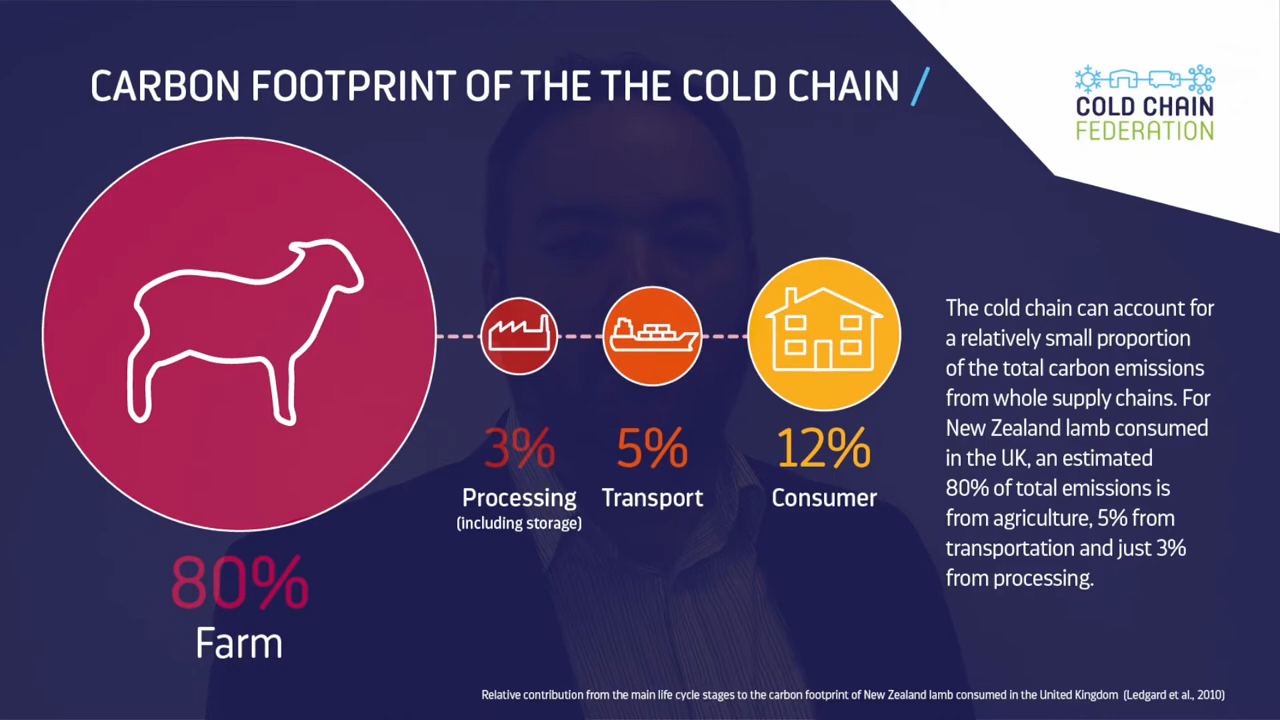 CARBON FOOTPRINT OF THE THE COLD CHAIN /
COLD CHAIN
FEDERATION
80%
Farm
3%
Processing
(including storage)
5%
Transport
12%
Consumer
The cold chain can account for
a relatively small proportion
of the total carbon emissions
from whole supply chains. For
New Zealand lamb consumed
in the UK, an estimated
80% of total emissions is
from agriculture, 5% from
transportation and just 3%
from processing.
Relative contribution from the main life cycle stages to the carbon footprint of New Zealand lamb consumed in the United Kingdom (Ledgard et al., 2010)